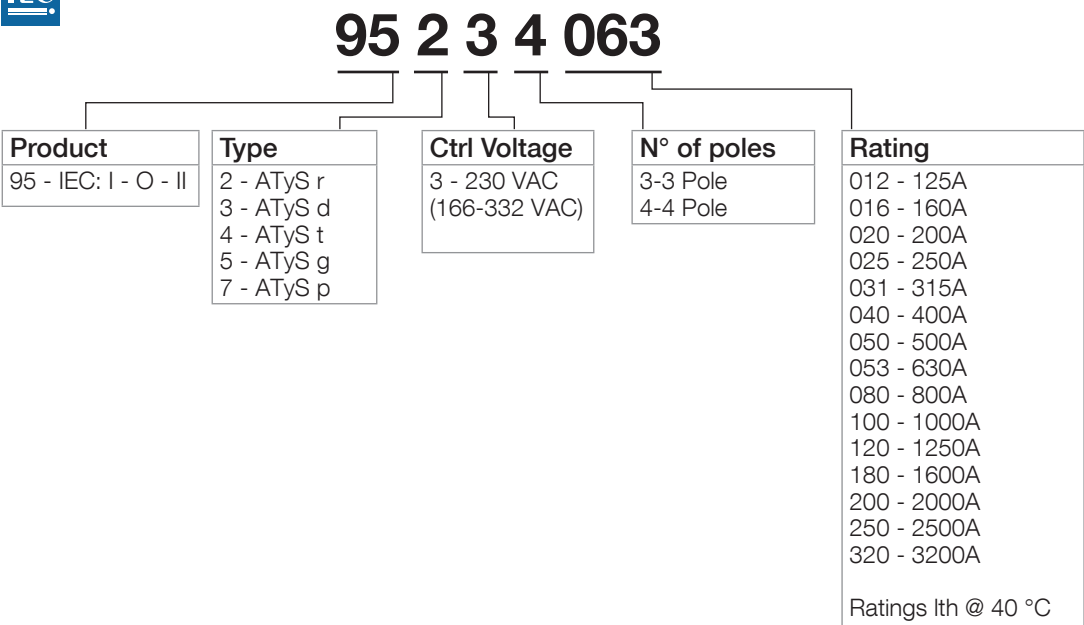 IEC
95 2 3 4 063
Product
95 - IEC: I - O - II
Type
2 - ATyS r
3 - ATyS d
4 - ATyS t
5 - ATyS g
7 - ATyS p
Ctrl Voltage
3 - 230 VAC
(166-332 VAC)
N° of poles
3-3 Pole
4-4 Pole
Rating
012 - 125A
016 - 160A
020 - 200A
025 - 250A
031 - 315A
040 - 400A
050 - 500A
053 - 630A
080 - 800A
100 - 1000A
120 - 1250A
180 - 1600A
200 - 2000A
250 - 2500A
320 - 3200A
Ratings Ith @ 40 °C